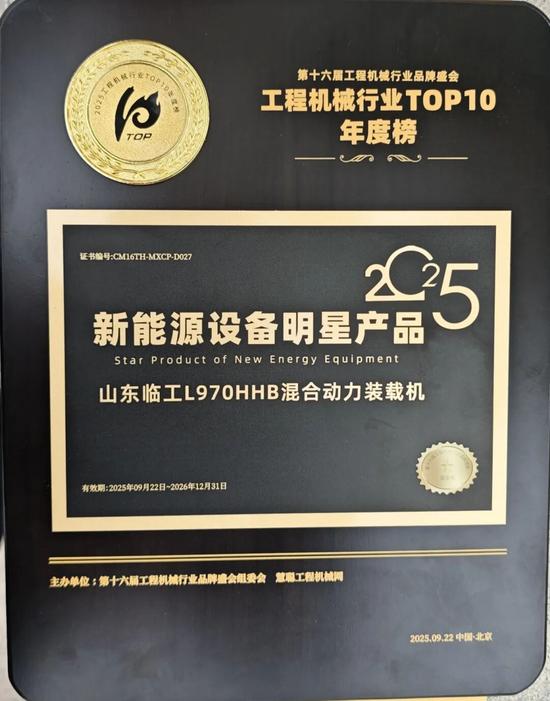 2025工程机械行业TOP10年度榜
TOP
第十六届工程机械行业品牌盛会
工程机械行业TOP10
年度榜
证书编号:CM16TH-MXCP-D027
2025
新能源设备明星产品
Star Product of New Energy Equipment
山东临工L970HHB混合动力装载机
有效期:2025年09月22日~2026年12月31日
主办单位:第十六届工程机械行业品牌盛会组委会 慧聪工程机械网
2025.09.22 中国·北京